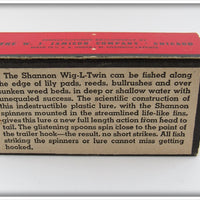 THE W. J. JAMISON COMPANY, CHICAGO
The Shannon Wig-L-Twin can be fished along
the edge of lily pads, reeds, bullrushes and over
sunken weed beds, in deep or shallow water with
unequaled success. The scientific construction of
this indestructible plastic lure, with the Shannon
spinners mounted in the streamlined life-like fins,
gives this lure a new full length action from head to
tail. The glistening spoons spin close to the point of
the trailer hook—the result, no short strikes. All fish
striking the spinners or lure cannot miss getting
hooked.